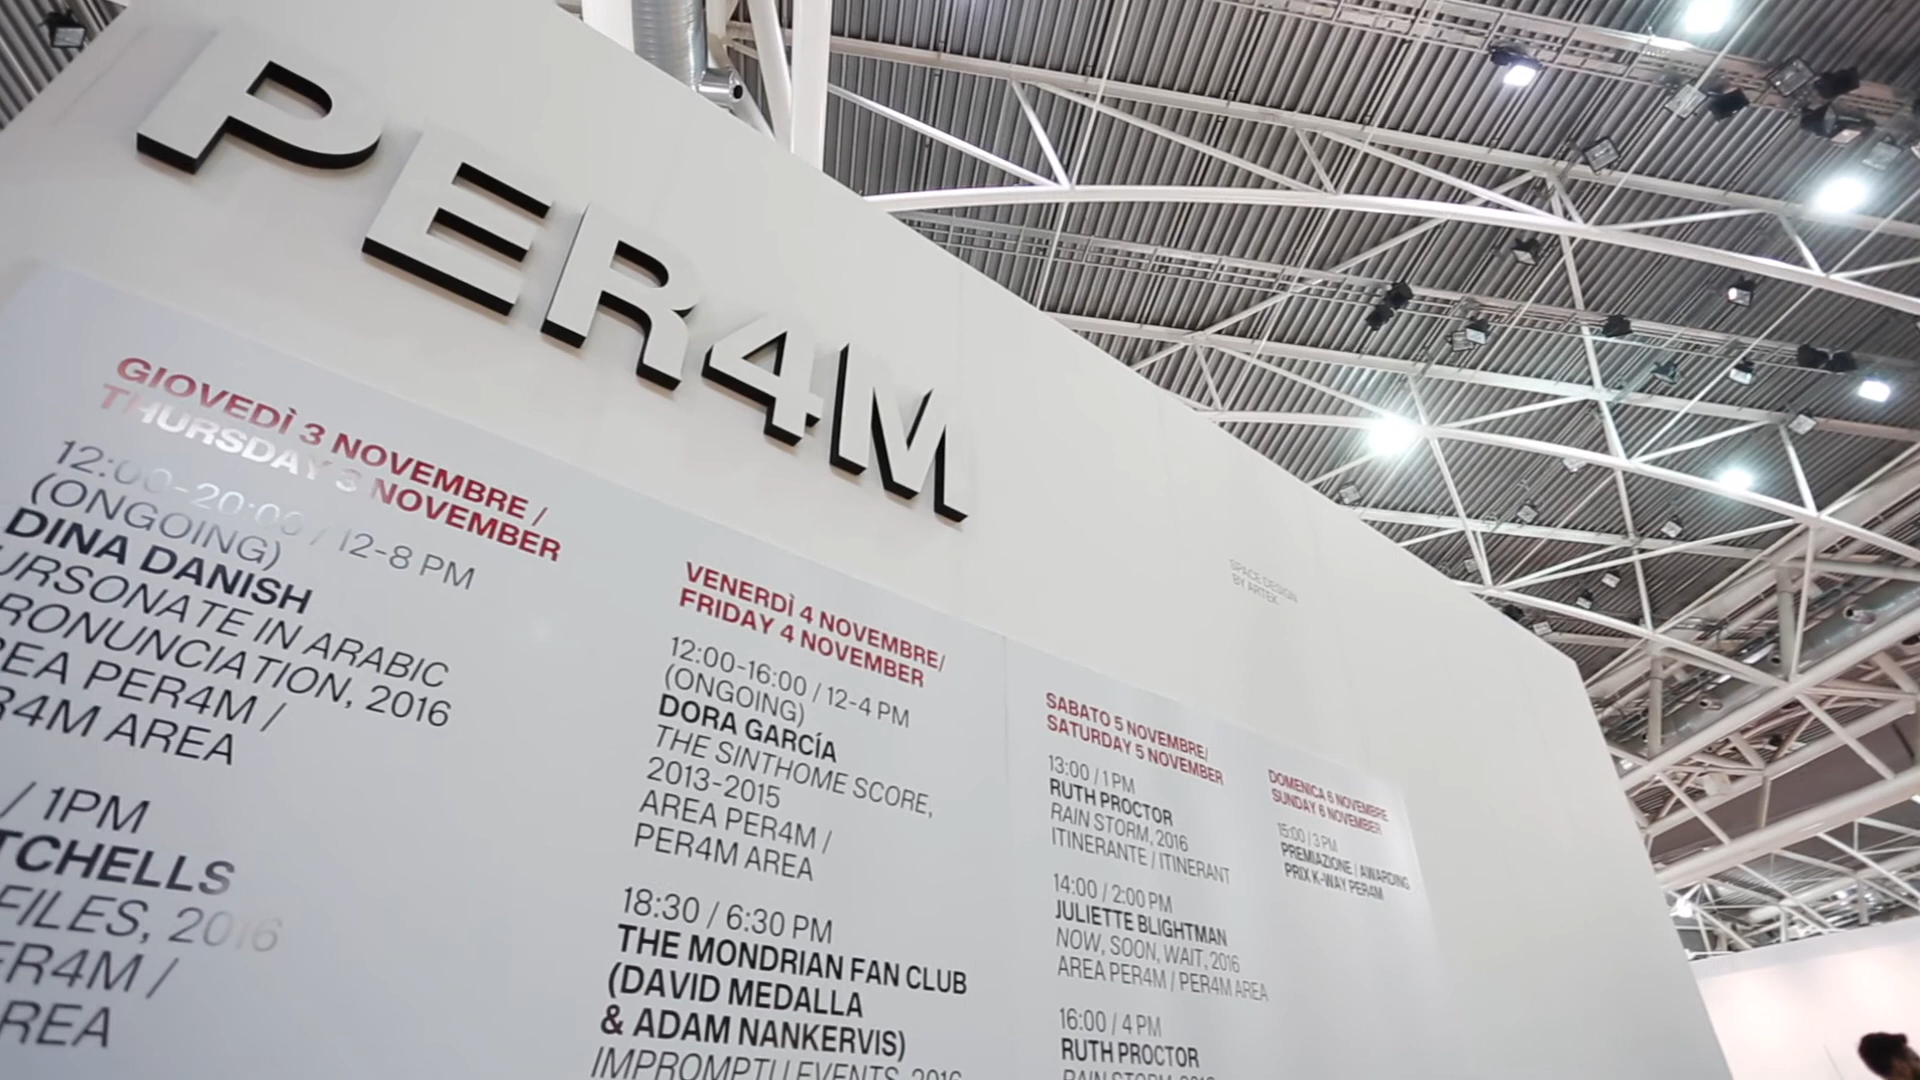 PER4M
GIOVEDÌ 3 NOVEMBRE /
THURSDAY 3 NOVEMBER
12:00-20:00 / 12-8 PM
(ONGOING)
DINA DANISH
URSONATE IN ARABIC
PRONUNCIATION, 2016
AREA PER4M /
PER4M AREA
/ 1PM
TCHELLS
FILES, 2016
ER4M /
REA
VENERDÌ 4 NOVEMBRE/
FRIDAY 4 NOVEMBER
12:00-16:00 / 12-4 PM
(ONGOING)
DORA GARCÍA
THE SINTHOME SCORE,
2013-2015
AREA PER4M /
PER4M AREA
18:30 / 6:30 PM
THE MONDRIAN FAN CLUB
(DAVID MEDALLA
& ADAM NANKERVIS)
IMPROMPTU EVENTS, 2016
SABATO 5 NOVEMBRE/
SATURDAY 5 NOVEMBER
13:00 / 1 PM
RUTH PROCTOR
RAIN STORM, 2016
ITINERANTE / ITINERANT
14:00 / 2:00 PM
JULIETTE BLIGHTMAN
NOW, SOON, WAIT, 2016
AREA PER4M / PER4M AREA
16:00 / 4 PM
RUTH PROCTOR
RAIN STORM, 2016
DOMENICA 6 NOVEMBRE
SUNDAY 6 NOVEMBER
15:00 / 3 PM
PREMIAZIONE / AWARDING
PRIX K-WAY PER4M
SPACE DESIGN
BY ARTEK